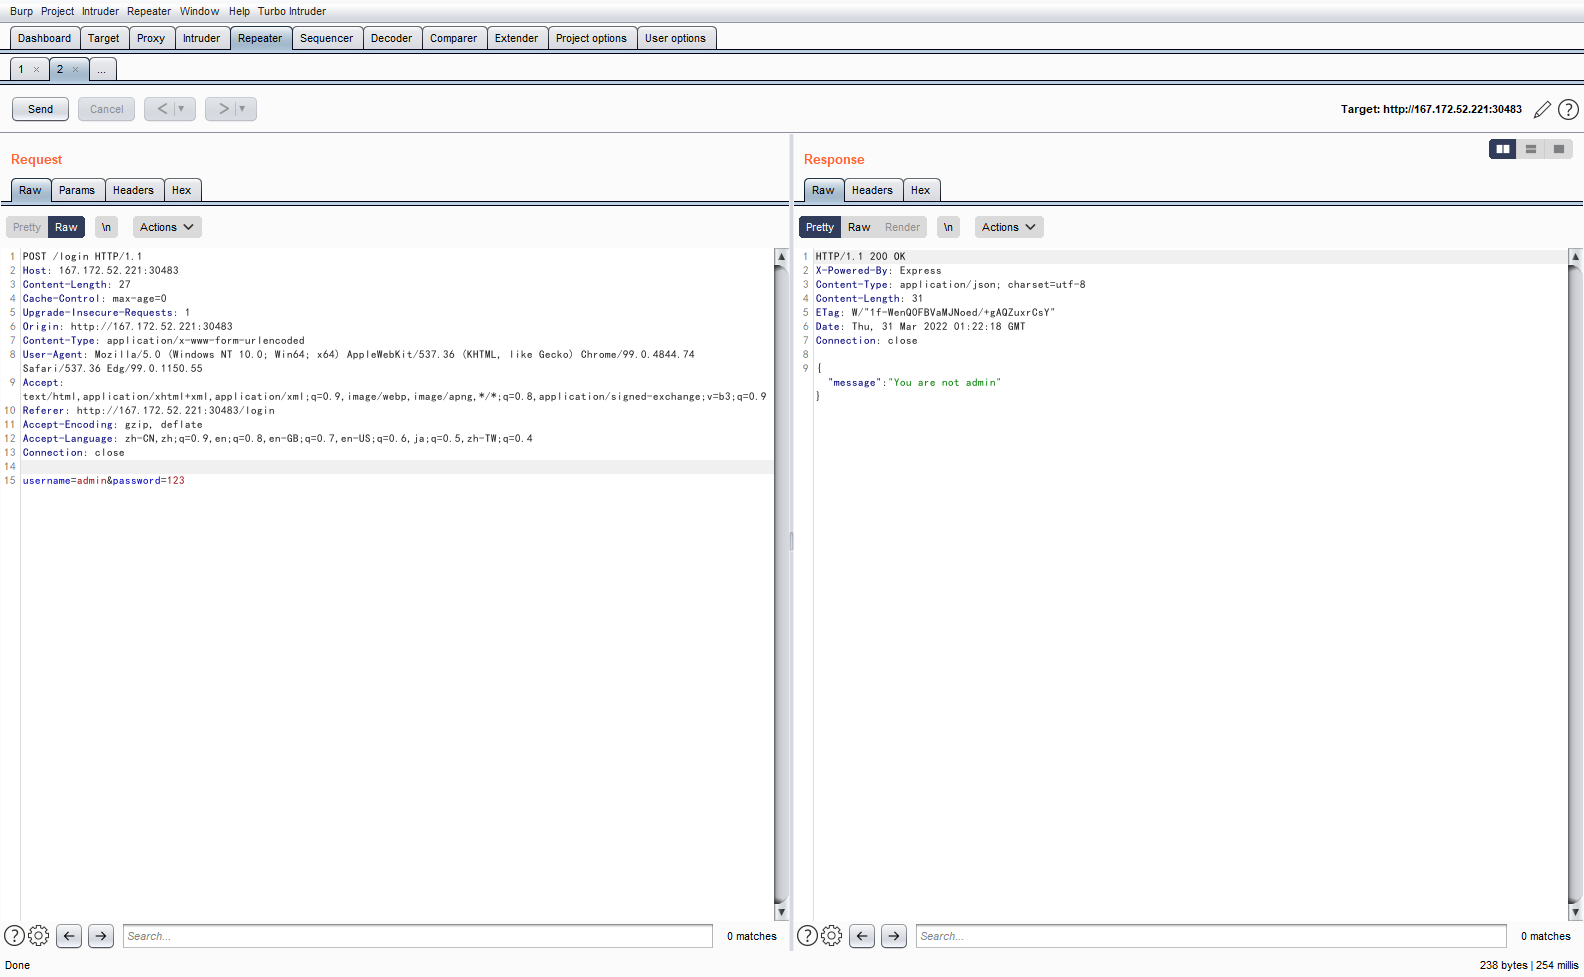 Burp Project Intruder Repeater Window Help Turbo Intruder
Dashboard Target Proxy Intruder Repeater Sequencer Decoder Comparer Extender Project options User options
1 × 2 × ...
Send Cancel < ▼ > ▼ Target: http://167.172.52.221:30483 ?
Request
Raw Params Headers Hex
Pretty Raw \n Actions
1 POST /login HTTP/1.1
2 Host: 167.172.52.221:30483
3 Content-Length: 27
4 Cache-Control: max-age=0
5 Upgrade-Insecure-Requests: 1
6 Origin: http://167.172.52.221:30483
7 Content-Type: application/x-www-form-urlencoded
8 User-Agent: Mozilla/5.0 (Windows NT 10.0; Win64; x64) AppleWebKit/537.36 (KHTML, like Gecko) Chrome/99.0.4844.74
Safari/537.36 Edg/99.0.1150.55
9 Accept:
text/html,application/xhtml+xml,application/xml;q=0.9,image/webp,image/apng,*/*;q=0.8,application/signed-exchange;v=b3;q=0.9
10 Referer: http://167.172.52.221:30483/login
11 Accept-Encoding: gzip, deflate
12 Accept-Language: zh-CN,zh;q=0.9,en;q=0.8,en-GB;q=0.7,en-US;q=0.6,ja;q=0.5,zh-TW;q=0.4
13 Connection: close
14
15 username=admin&password=123
? Search... 0 matches
Response
Raw Headers Hex
Pretty Raw Render \n Actions
1 HTTP/1.1 200 OK
2 X-Powered-By: Express
3 Content-Type: application/json; charset=utf-8
4 Content-Length: 31
5 ETag: W/"1f-WenQOFBVaMJNoed/+gAQZuxrCsY"
6 Date: Thu, 31 Mar 2022 01:22:18 GMT
7 Connection: close
8
9 {
"message":"You are not admin"
}
? Search... 0 matches
Done 238 bytes | 254 millis